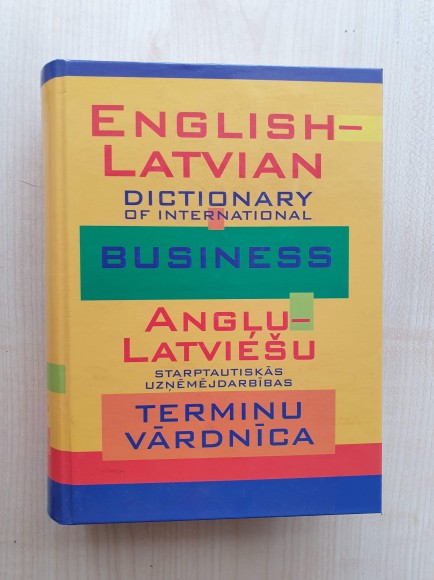 ENGLISH–
LATVIAN
DICTIONARY
OF INTERNATIONAL
BUSINESS
ANGĻU–
LATVIEŠU
STARPTAUTISKĀS
UZŅĒMĒJDARBĪBAS
TERMINU
VĀRDNĪCA